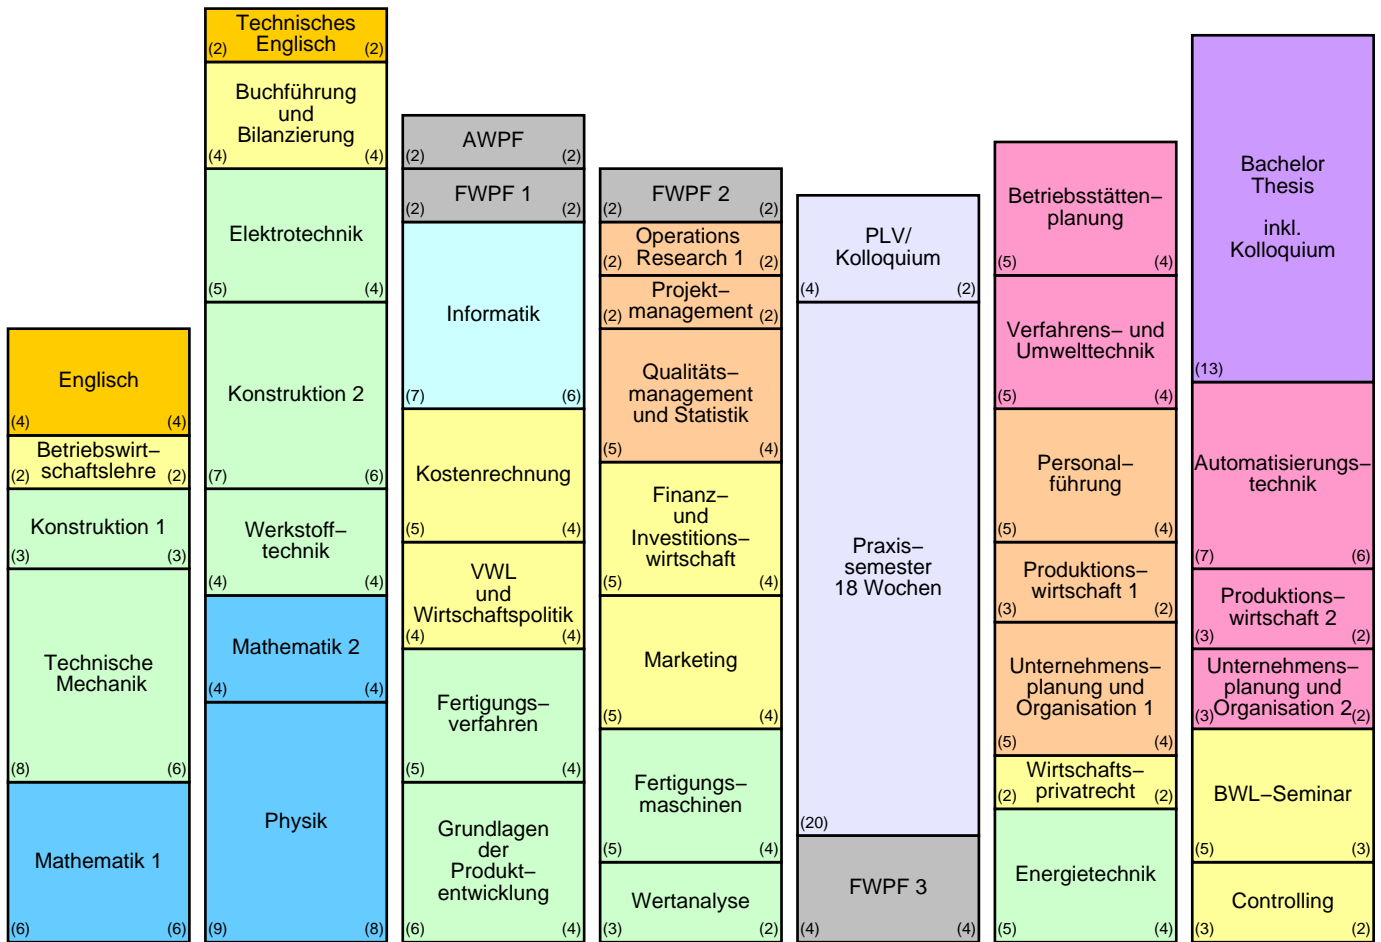 Englisch
(4) (4)
Betriebswirt−
(2) schaftslehre (2)
Konstruktion 1
(3) (3)
Technische
Mechanik
(8) (6)
Mathematik 1
(6) (6)
Technisches
(2) Englisch (2)
Buchführung
und
Bilanzierung
(4) (4)
Elektrotechnik
(5) (4)
Konstruktion 2
(7) (6)
Werkstoff−
technik
(4) (4)
Mathematik 2
(4) (4)
Physik
(9) (8)
AWPF
(2) (2)
FWPF 1
(2) (2)
Informatik
(7) (6)
Kostenrechnung
(5) (4)
VWL
und
Wirtschaftspolitik
(4) (4)
Fertigungs−
verfahren
(5) (4)
Grundlagen
der
Produkt−
entwicklung
(6) (4)
FWPF 2
(2) (2)
Operations
(2) Research 1 (2)
Projekt−
(2) management (2)
Qualitäts−
management
und Statistik
(5) (4)
Finanz−
und
Investitions−
wirtschaft
(5) (4)
Marketing
(5) (4)
Fertigungs−
maschinen
(5) (4)
Wertanalyse
(3) (2)
PLV/
Kolloquium
(4) (2)
Praxis−
semester
18 Wochen
(20)
FWPF 3
(4) (4)
Betriebsstätten−
planung
(5) (4)
Verfahrens− und
Umwelttechnik
(5) (4)
Personal−
führung
(5) (4)
Produktions−
wirtschaft 1
(3) (2)
Unternehmens−
planung und
Organisation 1
(5) (4)
Wirtschafts−
(2) privatrecht (2)
Energietechnik
(5) (4)
Bachelor
Thesis
inkl.
Kolloquium
(13)
Automatisierungs−
technik
(7) (6)
Produktions−
wirtschaft 2
(3) (2)
Unternehmens−
planung und
(3) Organisation 2 (2)
BWL−Seminar
(5) (3)
Controlling
(3) (2)